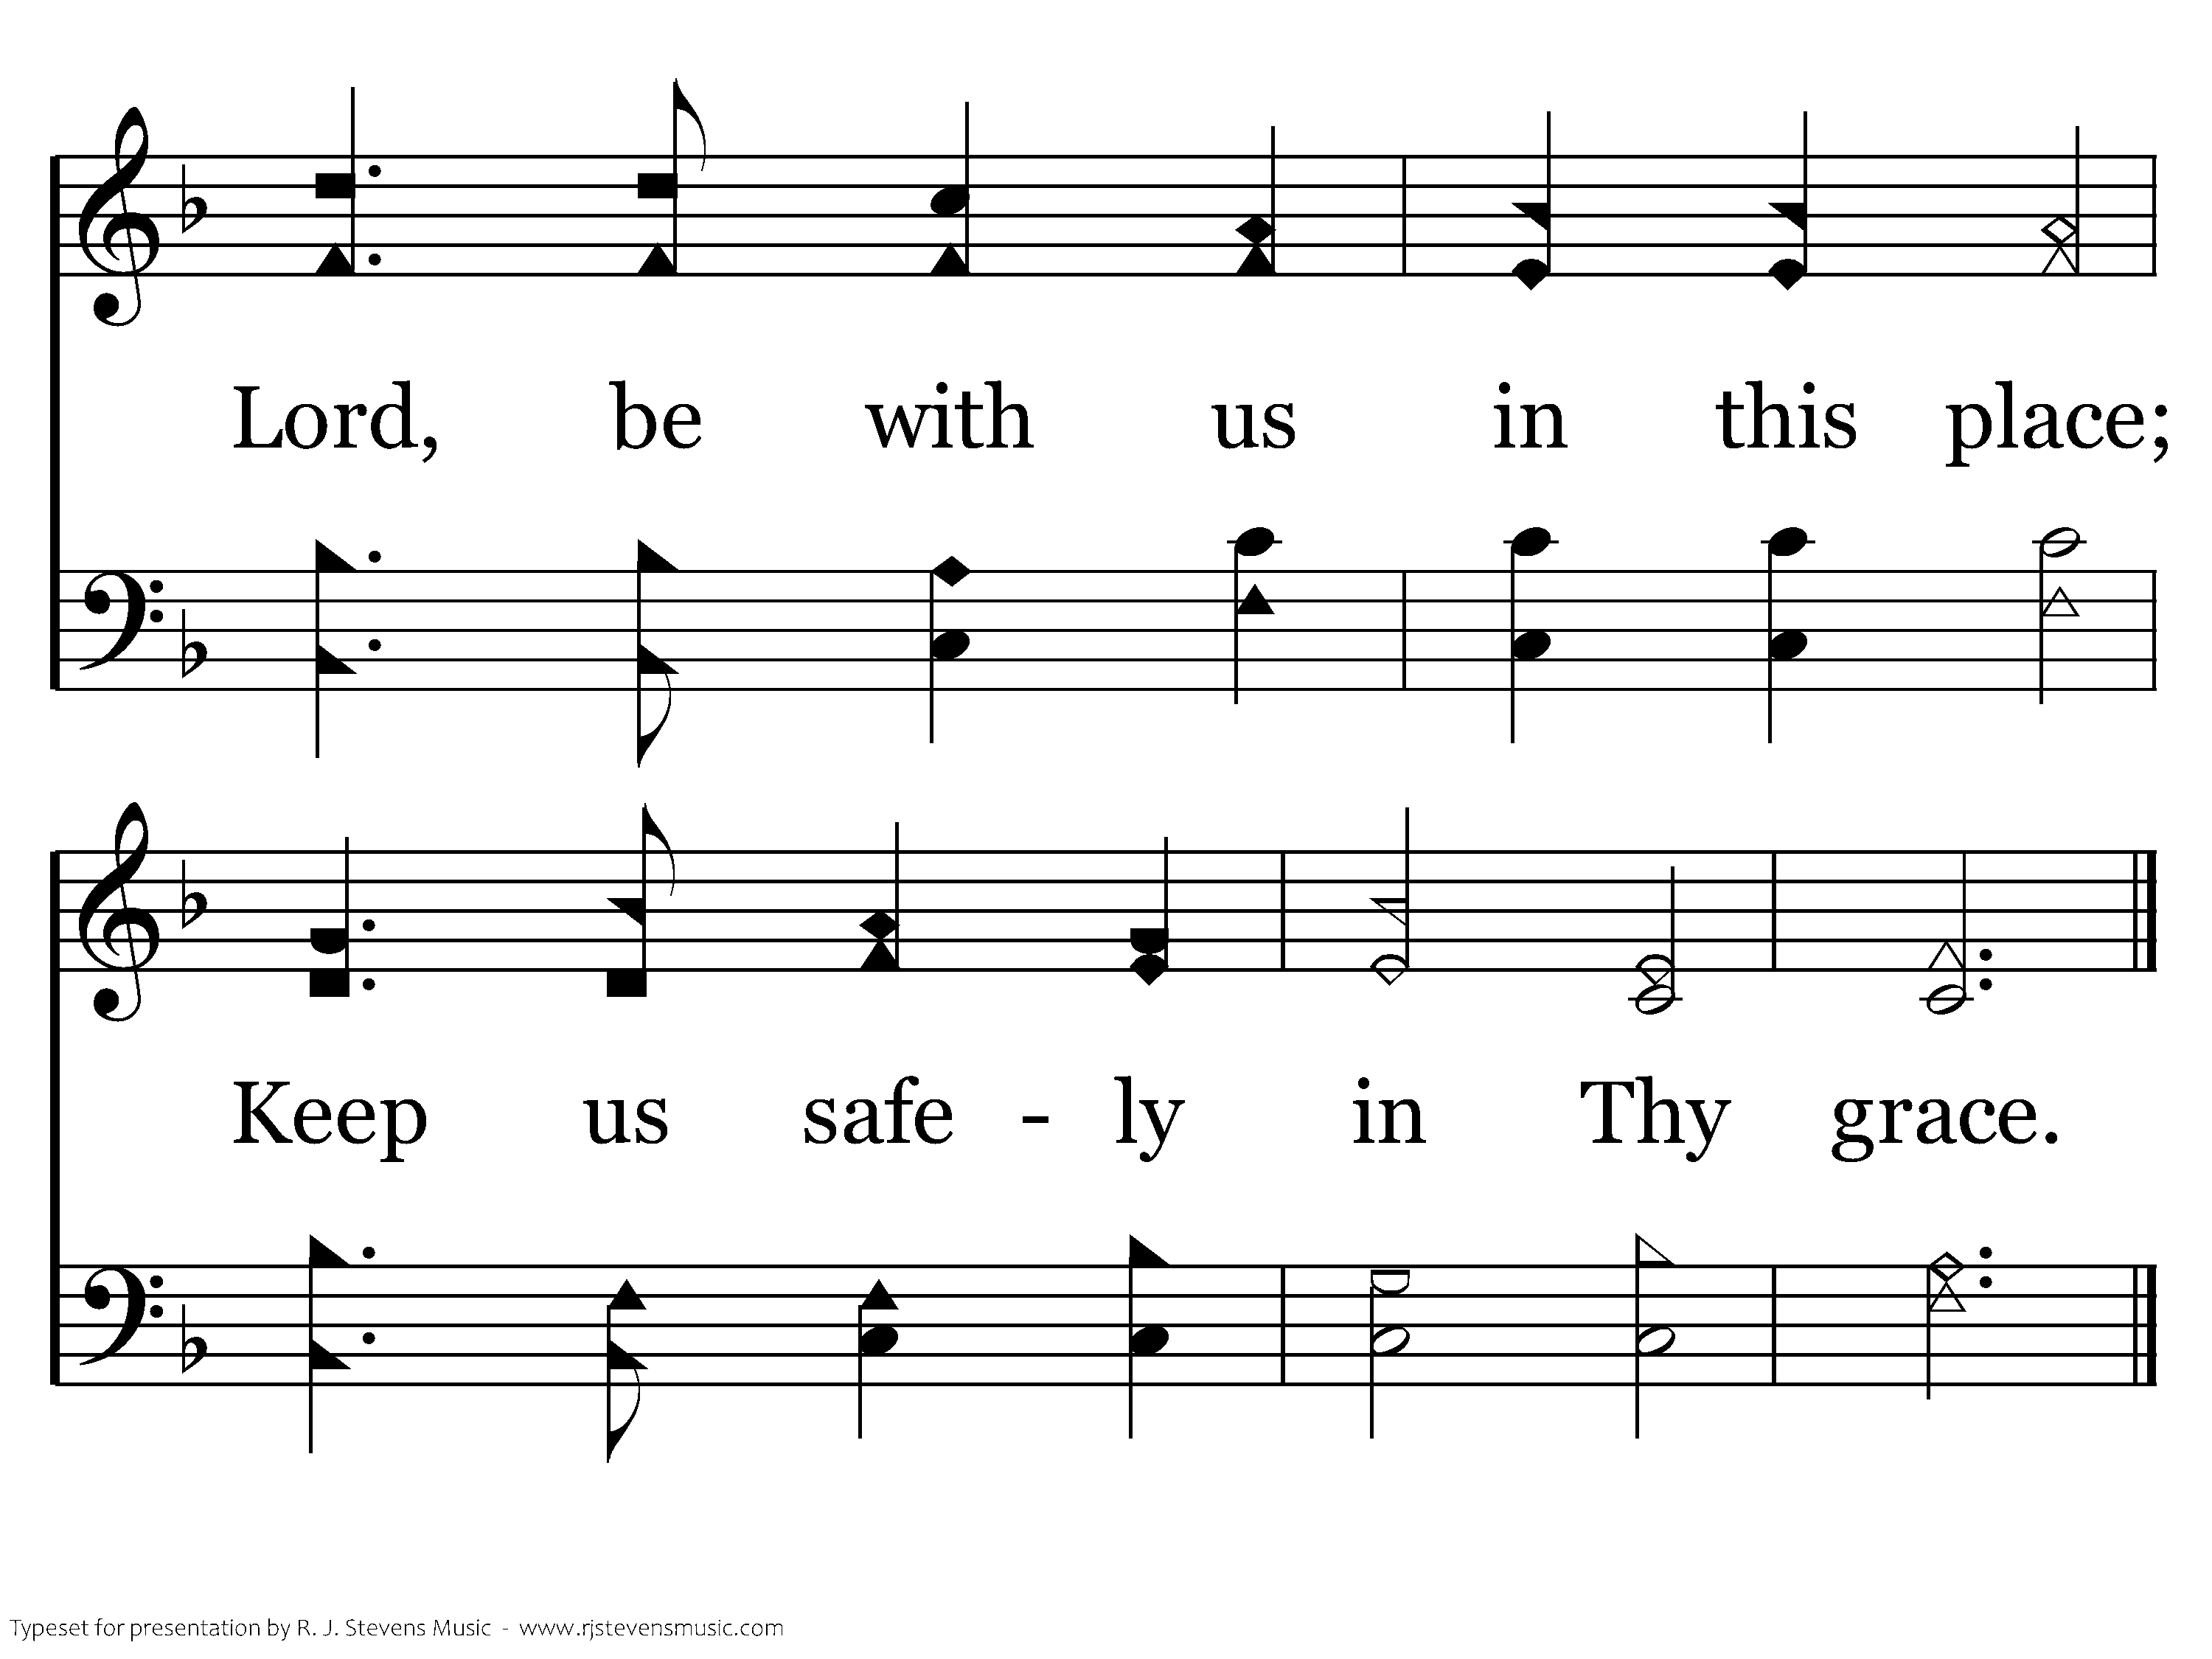 Lord, be with us in this place;
Keep us safe - ly in Thy grace.
Typeset for presentation by R. J. Stevens Music - www.rjstevensmusic.com